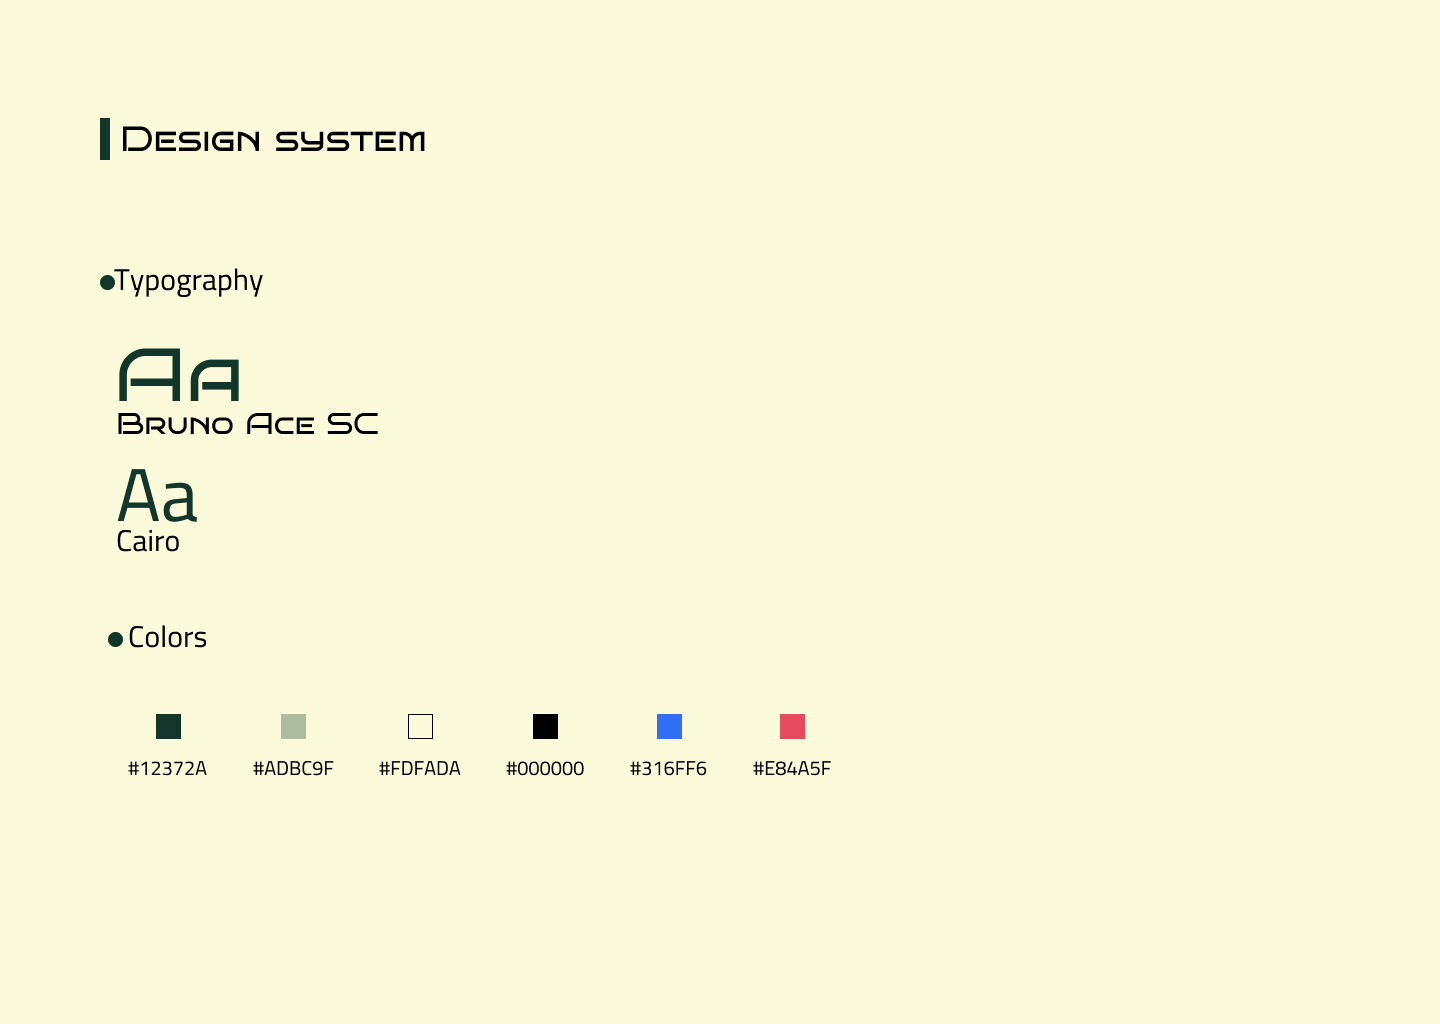 Design system
Typography
Aa
Bruno Ace SC
Aa
Cairo
Colors
#12372A #ADBC9F #FDFADA #000000 #316FF6 #E84A5F